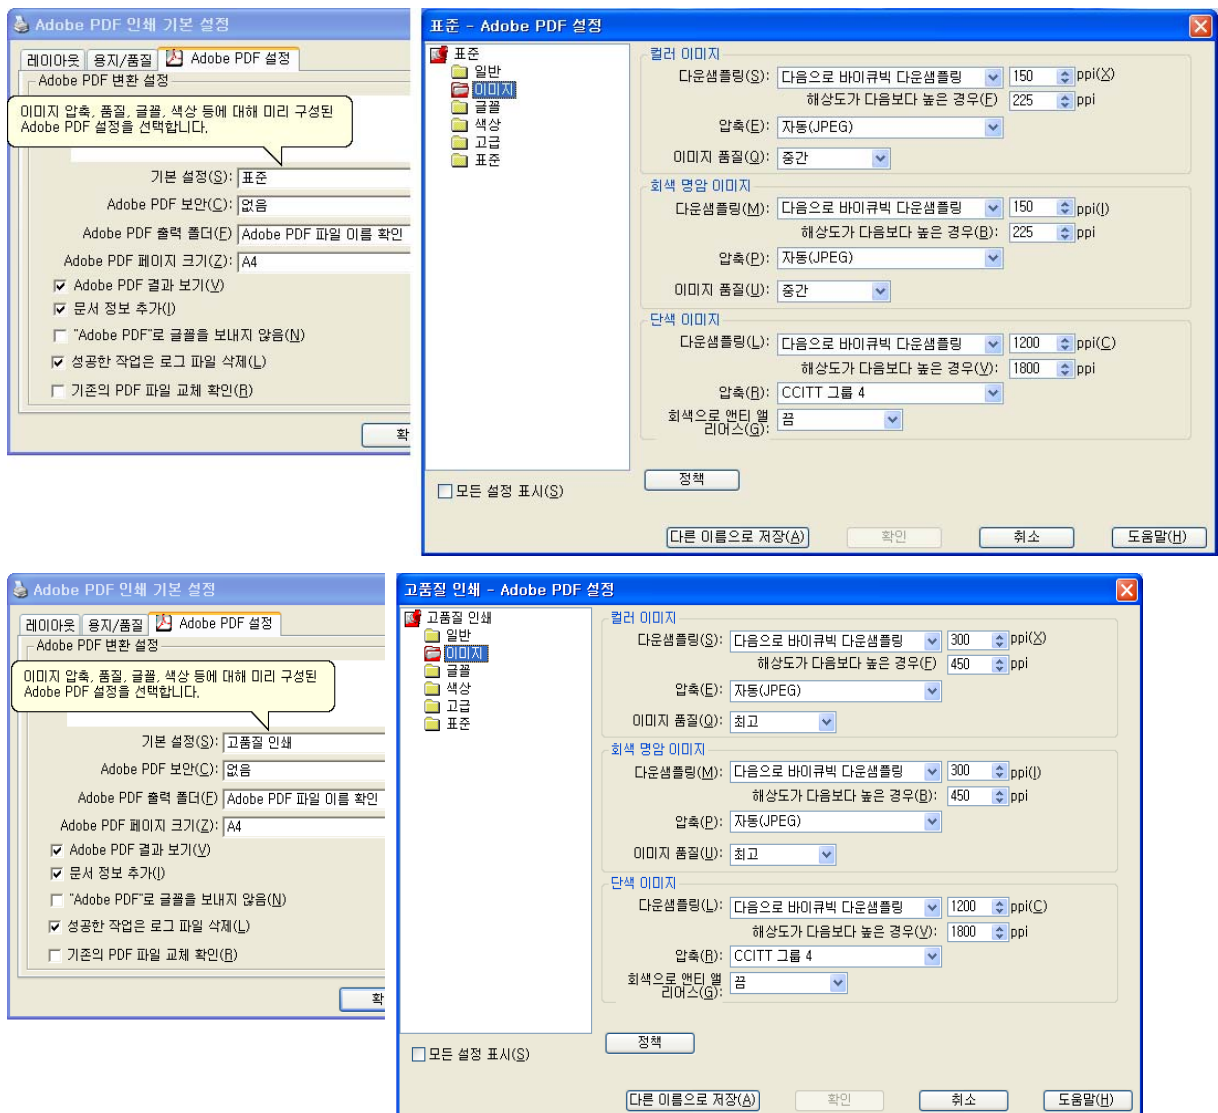 Adobe PDF 인쇄 기본 설정
레이아웃 용지/품질 Adobe PDF 설정
Adobe PDF 변환 설정
이미지 압축, 품질, 글꼴, 색상 등에 대해 미리 구성된
Adobe PDF 설정을 선택합니다.
기본 설정(S): 표준
Adobe PDF 보안(C): 없음
Adobe PDF 출력 폴더(F) Adobe PDF 파일 이름 확인
Adobe PDF 페이지 크기(Z): A4
Adobe PDF 결과 보기(V)
문서 정보 추가(I)
"Adobe PDF"로 글꼴을 보내지 않음(N)
성공한 작업은 로그 파일 삭제(L)
기존의 PDF 파일 교체 확인(R)
확
표준 - Adobe PDF 설정
표준
일반
이미지
글꼴
색상
고급
표준
모든 설정 표시(S)
컬러 이미지
다운샘플링(S): 다음으로 바이큐빅 다운샘플링 150 ppi(X)
해상도가 다음보다 높은 경우(F) 225 ppi
압축(E): 자동(JPEG)
이미지 품질(Q): 중간
회색 명암 이미지
다운샘플링(M): 다음으로 바이큐빅 다운샘플링 150 ppi(I)
해상도가 다음보다 높은 경우(B): 225 ppi
압축(P): 자동(JPEG)
이미지 품질(U): 중간
단색 이미지
다운샘플링(L): 다음으로 바이큐빅 다운샘플링 1200 ppi(C)
해상도가 다음보다 높은 경우(V): 1800 ppi
압축(R): CCITT 그룹 4
회색으로 앤티 앨
리어스(G): 끔
정책
다른 이름으로 저장(A) 확인 취소 도움말(H)
Adobe PDF 인쇄 기본 설정
레이아웃 용지/품질 Adobe PDF 설정
Adobe PDF 변환 설정
이미지 압축, 품질, 글꼴, 색상 등에 대해 미리 구성된
Adobe PDF 설정을 선택합니다.
기본 설정(S): 고품질 인쇄
Adobe PDF 보안(C): 없음
Adobe PDF 출력 폴더(F) Adobe PDF 파일 이름 확인
Adobe PDF 페이지 크기(Z): A4
Adobe PDF 결과 보기(V)
문서 정보 추가(I)
"Adobe PDF"로 글꼴을 보내지 않음(N)
성공한 작업은 로그 파일 삭제(L)
기존의 PDF 파일 교체 확인(R)
확
고품질 인쇄 - Adobe PDF 설정
고품질 인쇄
일반
이미지
글꼴
색상
고급
표준
모든 설정 표시(S)
컬러 이미지
다운샘플링(S): 다음으로 바이큐빅 다운샘플링 300 ppi(X)
해상도가 다음보다 높은 경우(F) 450 ppi
압축(E): 자동(JPEG)
이미지 품질(Q): 최고
회색 명암 이미지
다운샘플링(M): 다음으로 바이큐빅 다운샘플링 300 ppi(I)
해상도가 다음보다 높은 경우(B): 450 ppi
압축(P): 자동(JPEG)
이미지 품질(U): 최고
단색 이미지
다운샘플링(L): 다음으로 바이큐빅 다운샘플링 1200 ppi(C)
해상도가 다음보다 높은 경우(V): 1800 ppi
압축(R): CCITT 그룹 4
회색으로 앤티 앨
리어스(G): 끔
정책
다른 이름으로 저장(A) 확인 취소 도움말(H)